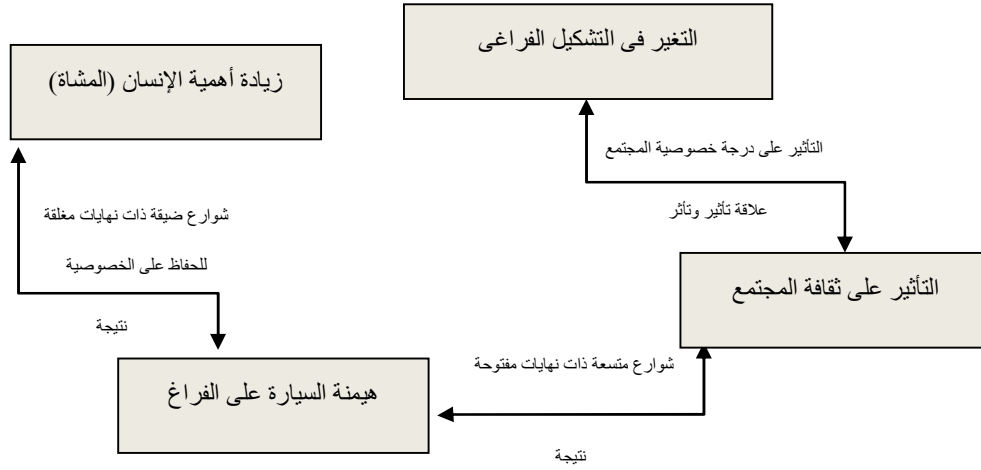 التغير فى التشكيل الفراغى
زيادة أهمية الإنسان (المشاة)
التأثير على درجة خصوصية المجتمع
علاقة تأثير وتأثر
شوارع ضيقة ذات نهايات مغلقة
للحفاظ على الخصوصية
التأثير على ثقافة المجتمع
نتيجة
شوارع متسعة ذات نهايات مفتوحة
هيمنة السيارة على الفراغ
نتيجة